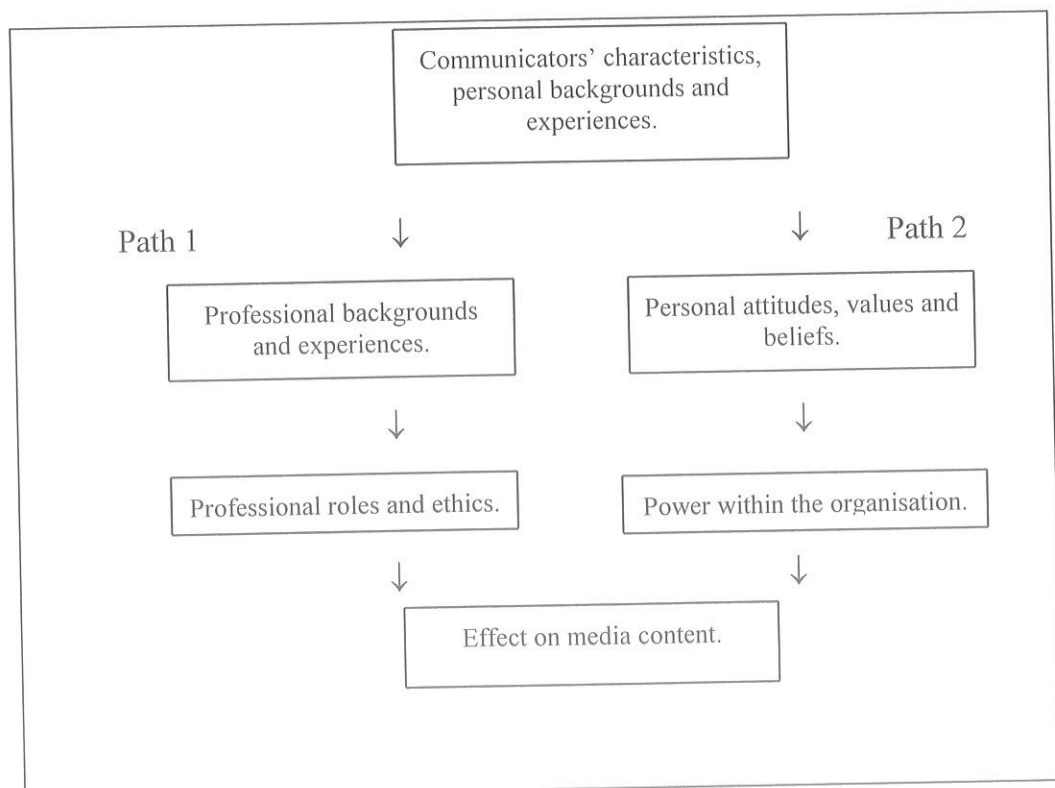 Communicators’ characteristics,
personal backgrounds and
experiences.
Path 1
Path 2
Professional backgrounds
and experiences.
Personal attitudes, values and
beliefs.
Professional roles and ethics.
Power within the organisation.
Effect on media content.